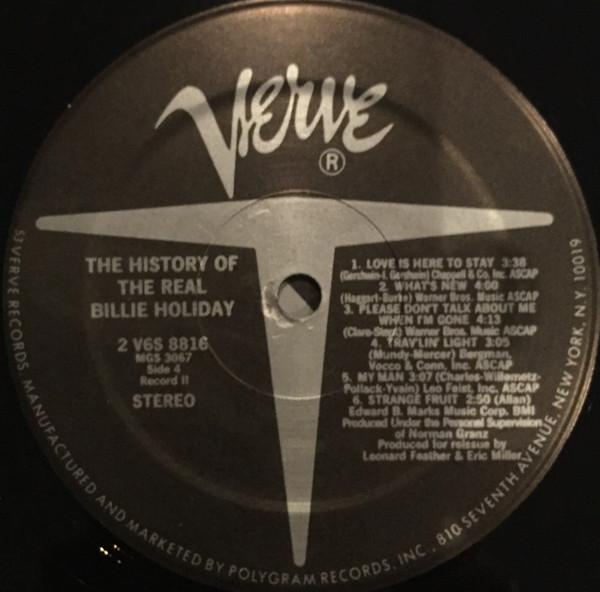 Verve
®
THE HISTORY OF
THE REAL
BILLIE HOLIDAY
2 V6S 8816
MGS 3067
Side 4
Record II
STEREO
1. LOVE IS HERE TO STAY 3:38
(Gershwin-I. Gershwin) Chappell & Co. Inc. ASCAP
2. WHAT'S NEW 4:00
(Haggart-Burke) Warner Bros. Music ASCAP
3. PLEASE DON'T TALK ABOUT ME
WHEN I'M GONE 4:13
(Clare-Stept) Warner Bros. Music ASCAP
4. TRAV'LIN' LIGHT 3:05
(Mundy-Mercer) Bergman,
Vocco & Conn, Inc. ASCAP
5. MY MAN 3:07 (Charles-Willemetz-
Pollack-Yvain) Leo Feist, Inc. ASCAP
6. STRANGE FRUIT 2:50 (Allan)
Edward B. Marks Music Corp. BMI
Produced Under the Personal Supervision
of Norman Granz
Produced for reissue by
Leonard Feather & Eric Miller
VERVE RECORDS. MANUFACTURED AND MARKETED BY POLYGRAM RECORDS, INC., 810 SEVENTH AVENUE, NEW YORK, N.Y. 10019